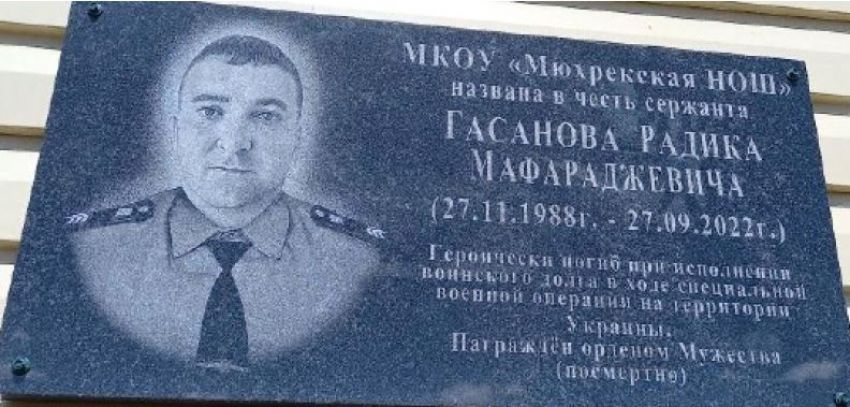 МКОУ «Мюхрекская НОШ»
названа в честь сержанта
ГАСАНОВА РАДИКА
МАФАРАДЖЕВИЧА
(27.11.1988г. - 27.09.2022г.)
Героически погиб при исполнении
воинского долга в ходе специальной
военной операции на территории
Украины.
Награждён орденом Мужества
(посмертно)